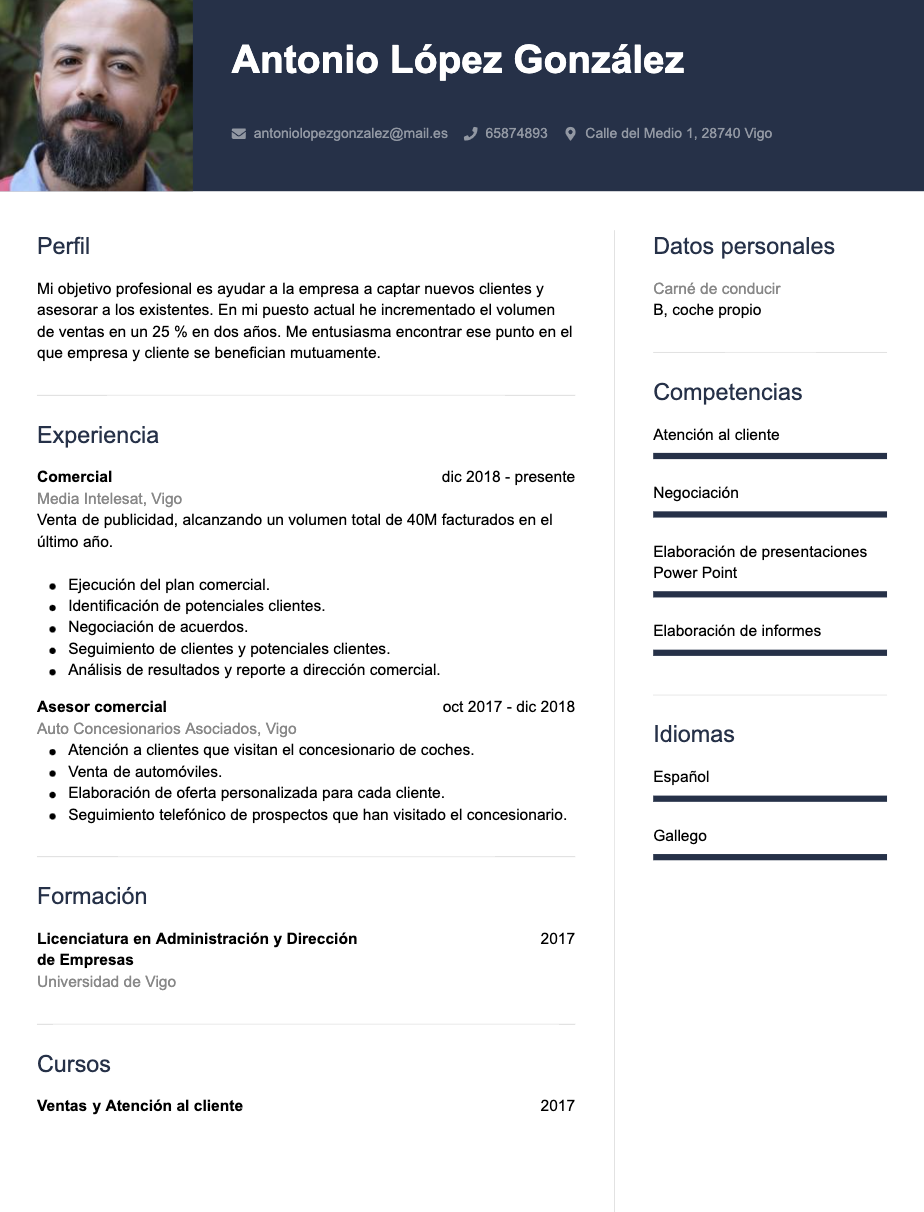 Antonio López González
antoniolopezgonzalez@mail.es 65874893 Calle del Medio 1, 28740 Vigo
Perfil
Mi objetivo profesional es ayudar a la empresa a captar nuevos clientes y
asesorar a los existentes. En mi puesto actual he incrementado el volumen
de ventas en un 25 % en dos años. Me entusiasma encontrar ese punto en el
que empresa y cliente se benefician mutuamente.
Experiencia
Comercial dic 2018 - presente
Media Intelesat, Vigo
Venta de publicidad, alcanzando un volumen total de 40M facturados en el
último año.
● Ejecución del plan comercial.
● Identificación de potenciales clientes.
● Negociación de acuerdos.
● Seguimiento de clientes y potenciales clientes.
● Análisis de resultados y reporte a dirección comercial.
Asesor comercial oct 2017 - dic 2018
Auto Concesionarios Asociados, Vigo
● Atención a clientes que visitan el concesionario de coches.
● Venta de automóviles.
● Elaboración de oferta personalizada para cada cliente.
● Seguimiento telefónico de prospectos que han visitado el concesionario.
Formación
Licenciatura en Administración y Dirección 2017
de Empresas
Universidad de Vigo
Cursos
Ventas y Atención al cliente 2017
Datos personales
Carné de conducir
B, coche propio
Competencias
Atención al cliente
Negociación
Elaboración de presentaciones
Power Point
Elaboración de informes
Idiomas
Español
Gallego